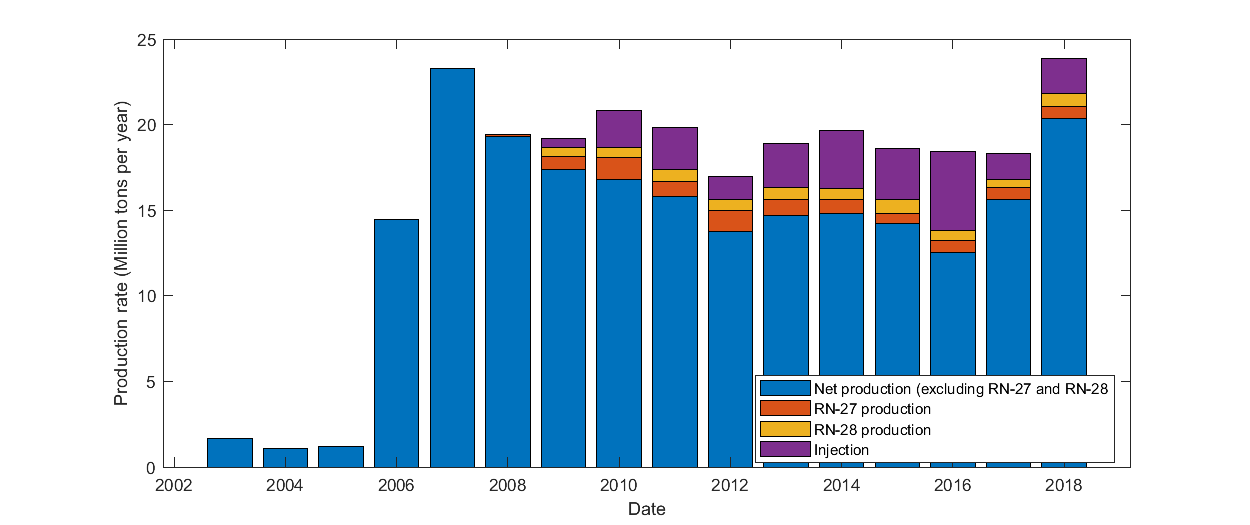 25
20
15
10
5
0
Production rate (Million tons per year)
2002 2004 2006 2008 2010 2012 2014 2016 2018
Date
Net production (excluding RN-27 and RN-28
RN-27 production
RN-28 production
Injection